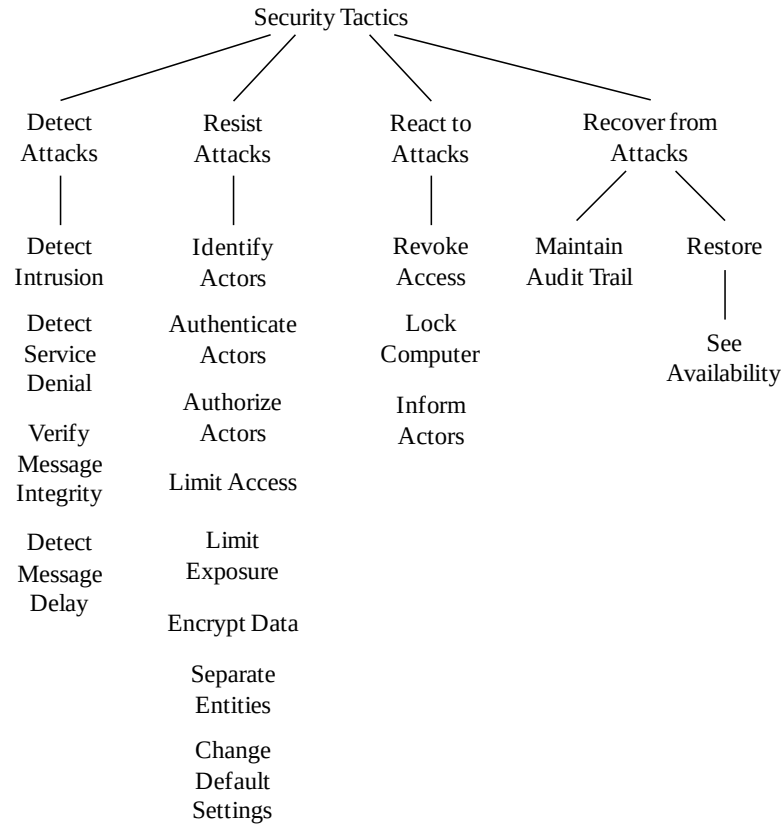 Security Tactics
Detect
Attacks
Resist
Attacks
React to
Attacks
Recover from
Attacks
Detect
Intrusion
Detect
Service
Denial
Verify
Message
Integrity
Detect
Message
Delay
Identify
Actors
Authenticate
Actors
Authorize
Actors
Limit Access
Limit
Exposure
Encrypt Data
Separate
Entities
Change
Default
Settings
Revoke
Access
Lock
Computer
Inform
Actors
Maintain
Audit Trail
Restore
See
Availability